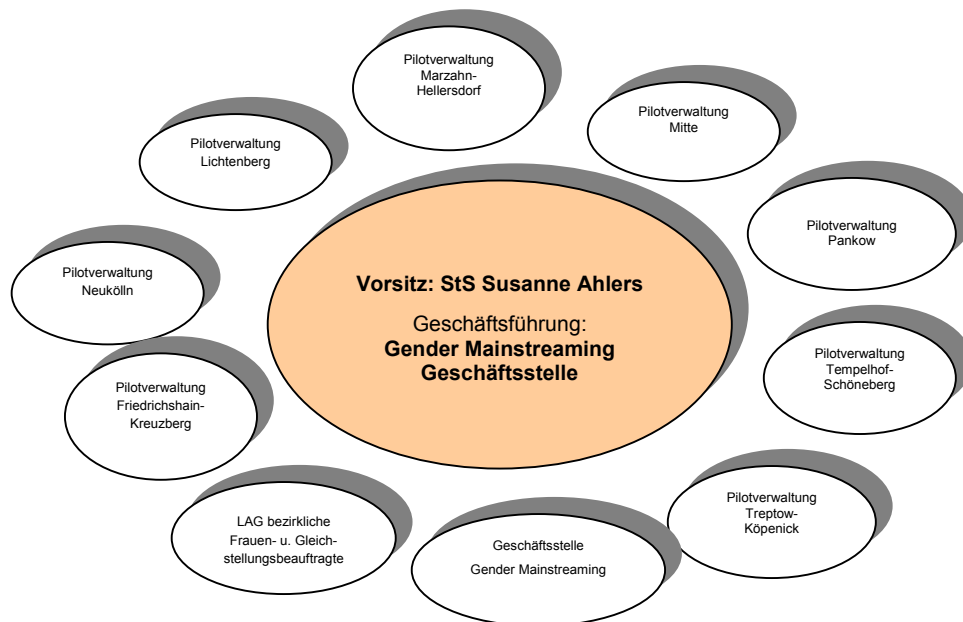 Pilotverwaltung
Marzahn-
Hellersdorf
Pilotverwaltung
Mitte
Pilotverwaltung
Lichtenberg
Pilotverwaltung
Pankow
Pilotverwaltung
Neukölln
Vorsitz: StS Susanne Ahlers
Geschäftsführung:
Gender Mainstreaming
Geschäftsstelle
Pilotverwaltung
Tempelhof-
Schöneberg
Pilotverwaltung
Friedrichshain-
Kreuzberg
Pilotverwaltung
Treptow-
Köpenick
LAG bezirkliche
Frauen- u. Gleich-
stellungsbeauftragte
Geschäftsstelle
Gender Mainstreaming